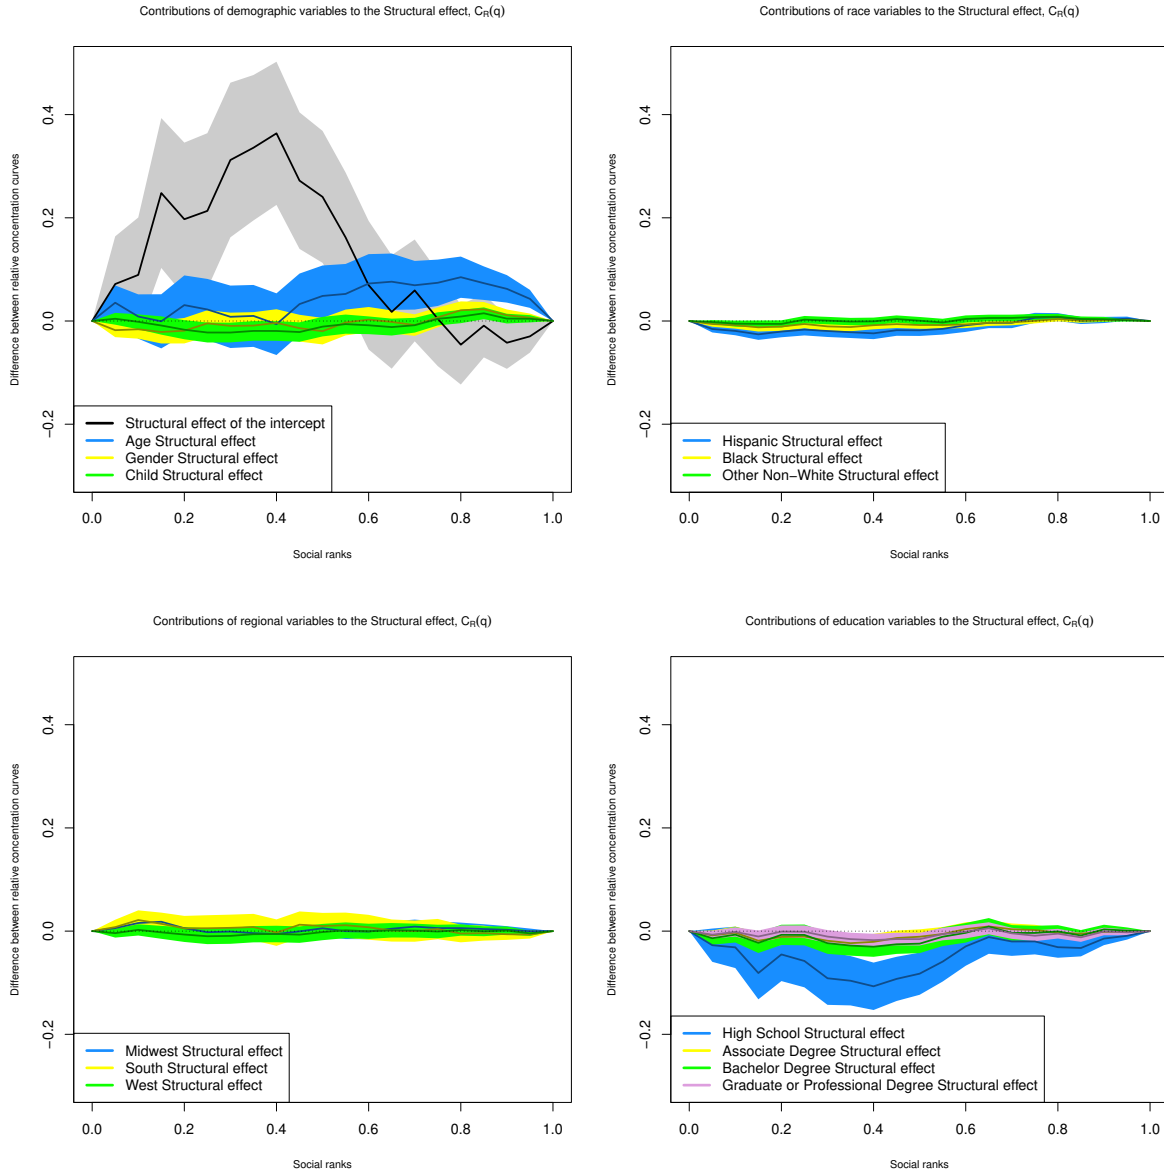 Contributions of demographic variables to the Structural effect, CR(q)
Difference between relative concentration curves
0.4
0.2
0.0
−0.2
Structural effect of the intercept
Age Structural effect
Gender Structural effect
Child Structural effect
0.0 0.2 0.4 0.6 0.8 1.0
Social ranks
Contributions of race variables to the Structural effect, CR(q)
Difference between relative concentration curves
0.4
0.2
0.0
−0.2
Hispanic Structural effect
Black Structural effect
Other Non−White Structural effect
0.0 0.2 0.4 0.6 0.8 1.0
Social ranks
Contributions of regional variables to the Structural effect, CR(q)
Difference between relative concentration curves
0.4
0.2
0.0
−0.2
Midwest Structural effect
South Structural effect
West Structural effect
0.0 0.2 0.4 0.6 0.8 1.0
Social ranks
Contributions of education variables to the Structural effect, CR(q)
Difference between relative concentration curves
0.4
0.2
0.0
−0.2
High School Structural effect
Associate Degree Structural effect
Bachelor Degree Structural effect
Graduate or Professional Degree Structural effect
0.0 0.2 0.4 0.6 0.8 1.0
Social ranks